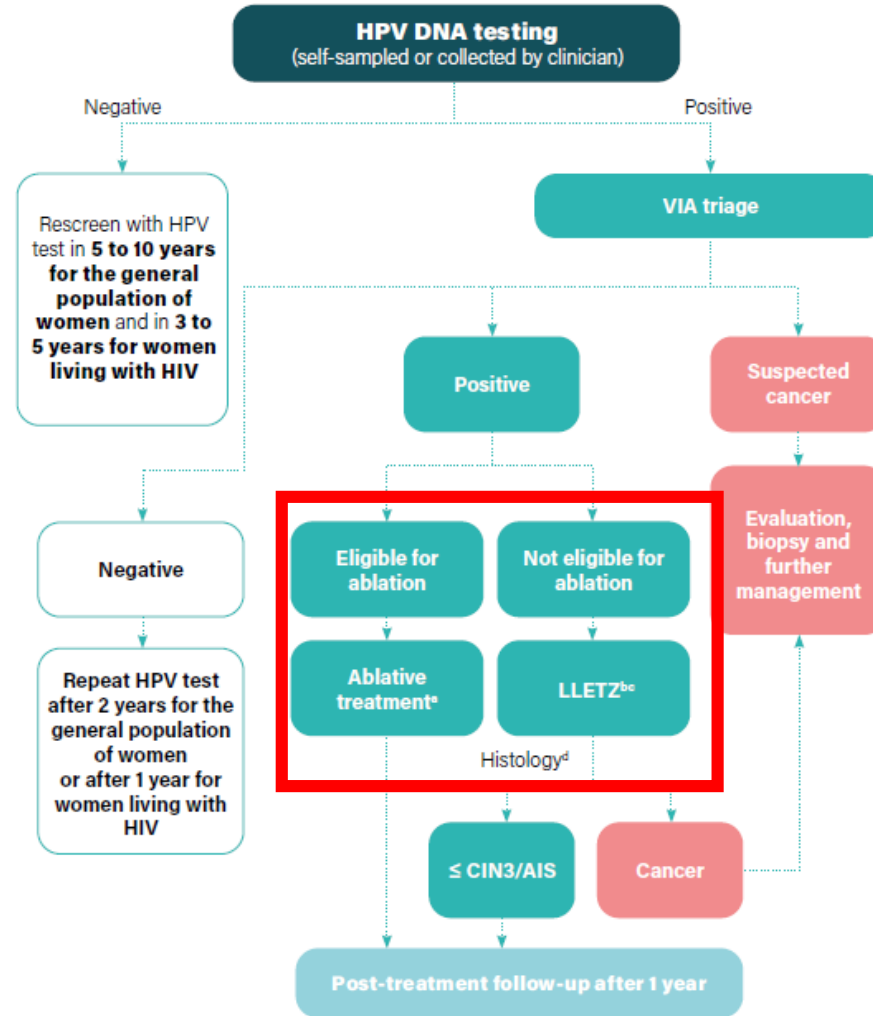 HPV DNA testing
(self-sampled or collected by clinician)
Negative
Positive
Rescreen with HPV
test in 5 to 10 years
for the general
population of
women and in 3 to
5 years for women
living with HIV
VIA triage
Positive
Suspected
cancer
Negative
Eligible for
ablation
Not eligible for
ablation
Evaluation,
biopsy and
further
management
Repeat HPV test
after 2 years for the
general population
of women
or after 1 year for
women living with
HIV
Ablative
treatmentᵃ
LLETZᵇᶜ
Histologyᵈ
≤ CIN3/AIS
Cancer
Post-treatment follow-up after 1 year